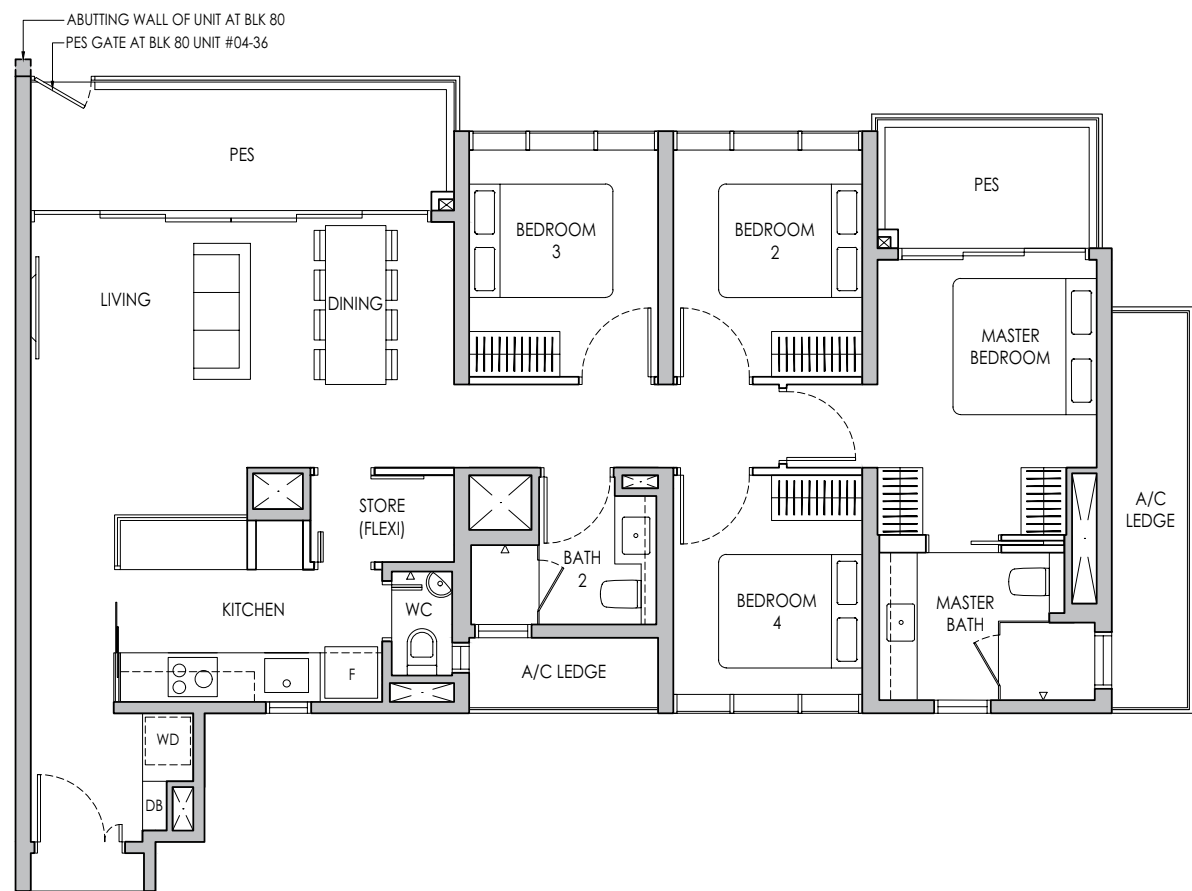 ABUTTING WALL OF UNIT AT BLK 80
PES GATE AT BLK 80 UNIT #04-36
PES
PES
BEDROOM
3
BEDROOM
2
LIVING
DINING
MASTER
BEDROOM
STORE
(FLEXI)
A/C
LEDGE
BATH
2
KITCHEN
WC
BEDROOM
4
MASTER
BATH
F
A/C LEDGE
WD
DB